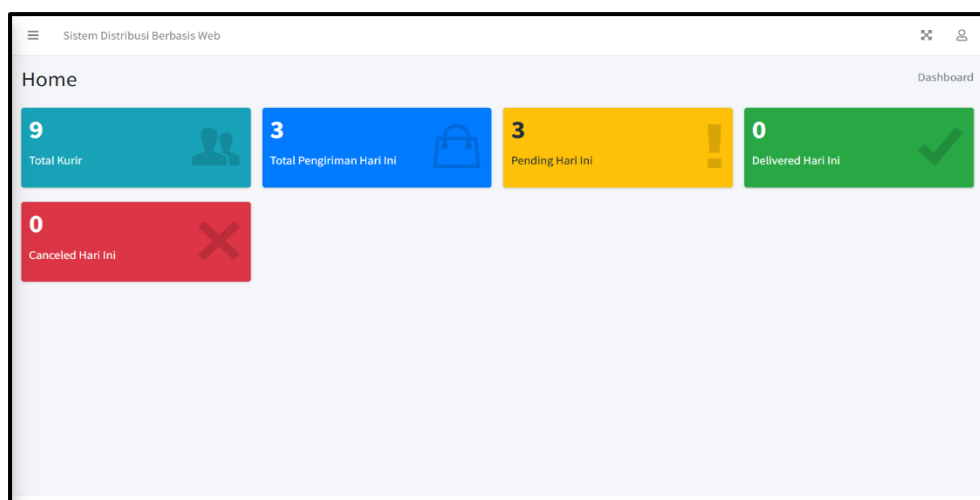 Sistem Distribusi Berbasis Web
Home
Dashboard
9
Total Kurir
3
Total Pengiriman Hari Ini
3
Pending Hari Ini
0
Delivered Hari Ini
0
Canceled Hari Ini